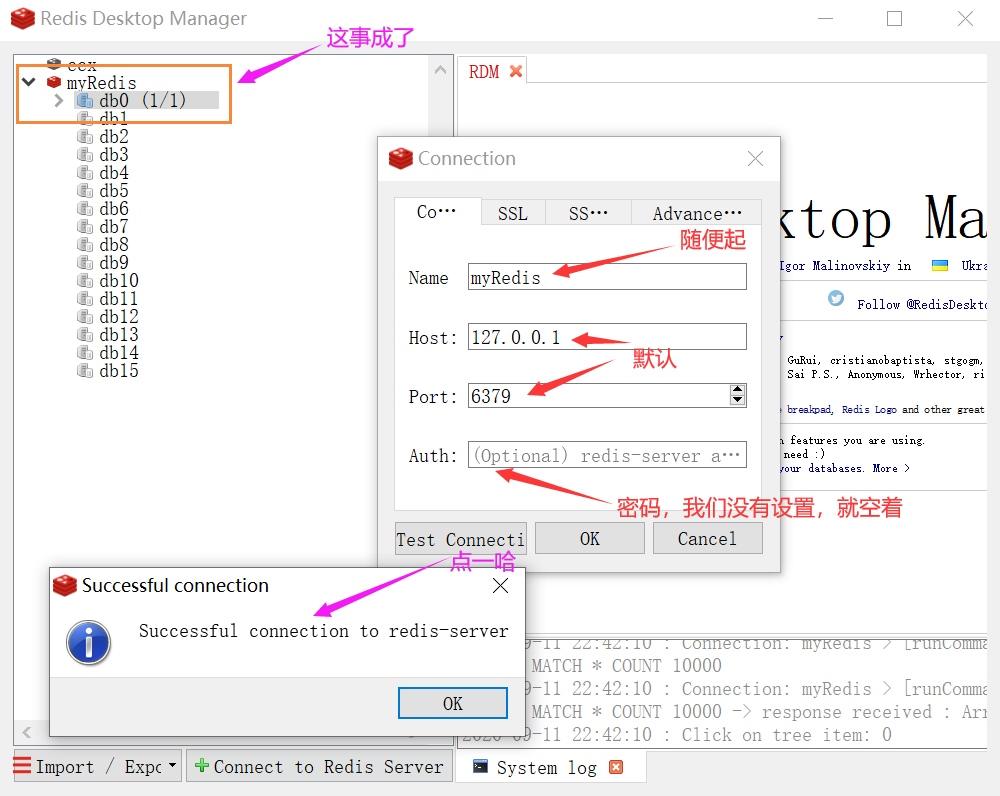 Redis Desktop Manager
这事成了
ccx
myRedis
db0 (1/1)
db1
db2
db3
db4
db5
db6
db7
db8
db9
db10
db11
db12
db13
db14
db15
RDM
ktop Ma
Igor Malinovskiy in Ukra
Follow @RedisDeskto
GuRui, cristianobaptista, stgogm,
Sai P.S., Anonymous, Wrhector, ri
breakpad, Redis Logo and other great
features you are using.
need :)
your databases. More >
Connection
Co…
SSL
SS…
Advance…
随便起
Name
myRedis
Host:
127.0.0.1
默认
Port:
6379
Auth:
(Optional) redis-server a…
密码，我们没有设置，就空着
Test Connecti
OK
Cancel
点一哈
Successful connection
Successful connection to redis-server
OK
9-11 22:42:10 : Connection: myRedis > [runComma
MATCH * COUNT 10000
9-11 22:42:10 : Connection: myRedis > [runComma
MATCH * COUNT 10000 -> response received : Arr
2020-09-11 22:42:10 : Click on tree item: 0
Import / Expo
Connect to Redis Server
System log